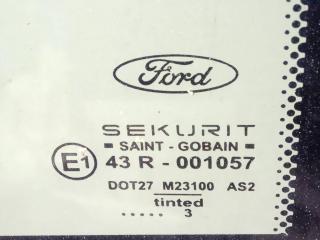 Ford
SEKURIT
SAINT - GOBAIN
E1 43 R - 001057
DOT27 M23100 AS2
tinted
..... 3